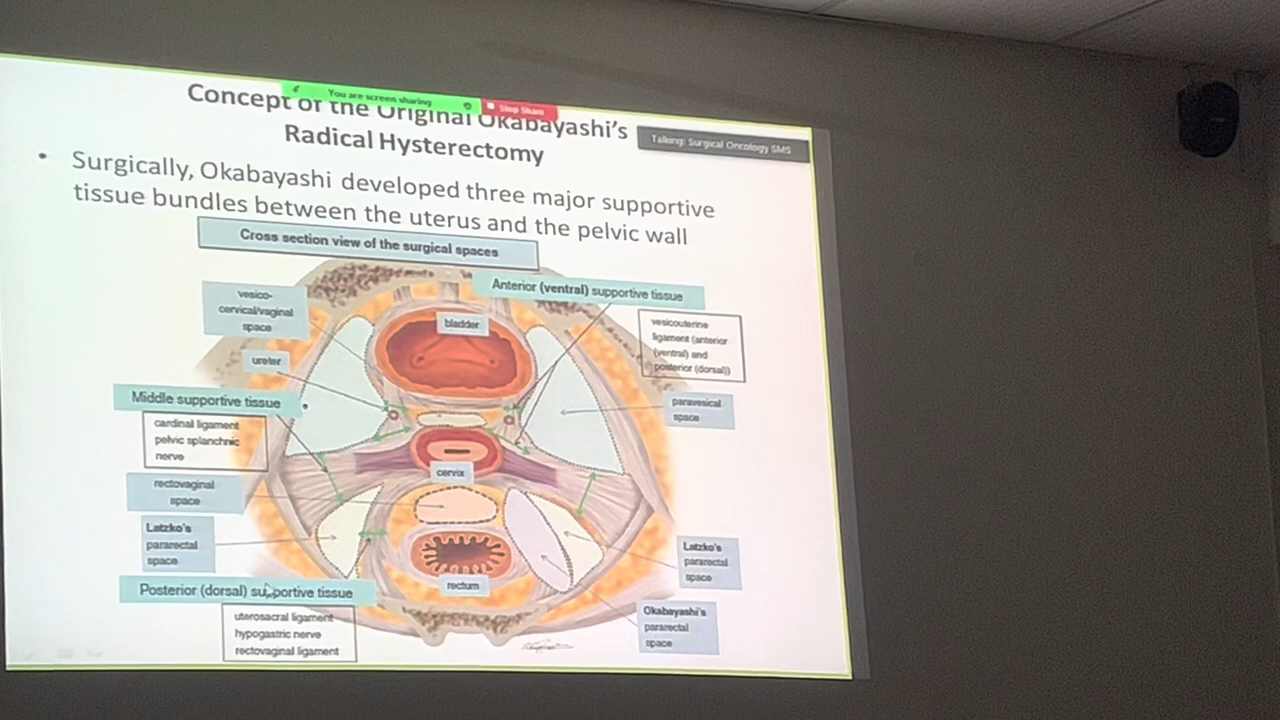 You are screen sharing
Stop Share
Concept of the Original Okabayashi's
Radical Hysterectomy
Talking: Surgical Oncology SMS
• Surgically, Okabayashi developed three major supportive
tissue bundles between the uterus and the pelvic wall
Cross section view of the surgical spaces
Anterior (ventral) supportive tissue
vesico-
cervical/vaginal
space
bladder
vesicouterine
ligament (anterior
(ventral) and
posterior (dorsal))
ureter
Middle supportive tissue
paravesical
space
cardinal ligament
pelvic splanchnic
nerve
cervix
rectovaginal
space
Latzko's
pararectal
space
Latzko's
pararectal
space
rectum
Posterior (dorsal) supportive tissue
Okabayashi's
pararectal
space
uterosacral ligament
hypogastric nerve
rectovaginal ligament